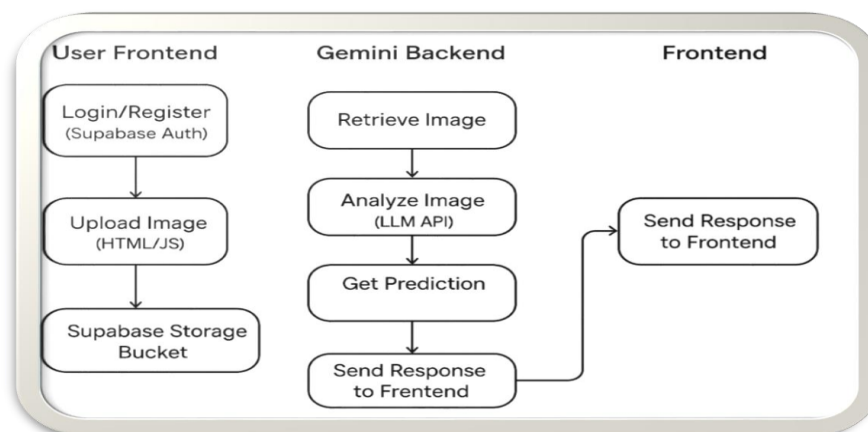 User Frontend
Login/Register
(Supabase Auth)
Upload Image
(HTML/JS)
Supabase Storage
Bucket
Gemini Backend
Retrieve Image
Analyze Image
(LLM API)
Get Prediction
Send Response
to Frentend
Frontend
Send Response
to Frontend